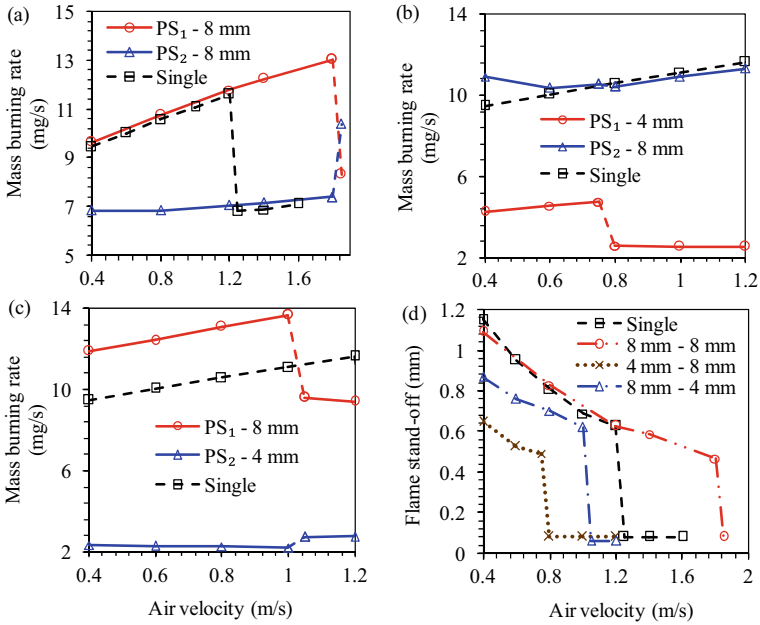 (a)
Mass burning rate
(mg/s)
15
13
11
9
7
5
0.4
0.8
1.2
1.6
PS₁ - 8 mm
PS₂ - 8 mm
Single
(b)
Mass burning rate
(mg/s)
14
10
6
2
0.4
0.6
0.8
1
1.2
PS₁ - 4 mm
PS₂ - 8 mm
Single
(c)
Mass burning rate
(mg/s)
14
10
6
2
0.4
0.6
0.8
1
1.2
PS₁ - 8 mm
PS₂ - 4 mm
Single
Air velocity (m/s)
(d)
Flame stand-off (mm)
1.2
1
0.8
0.6
0.4
0.2
0
0.4
0.8
1.2
1.6
2
Single
8 mm - 8 mm
4 mm - 8 mm
8 mm - 4 mm
Air velocity (m/s)